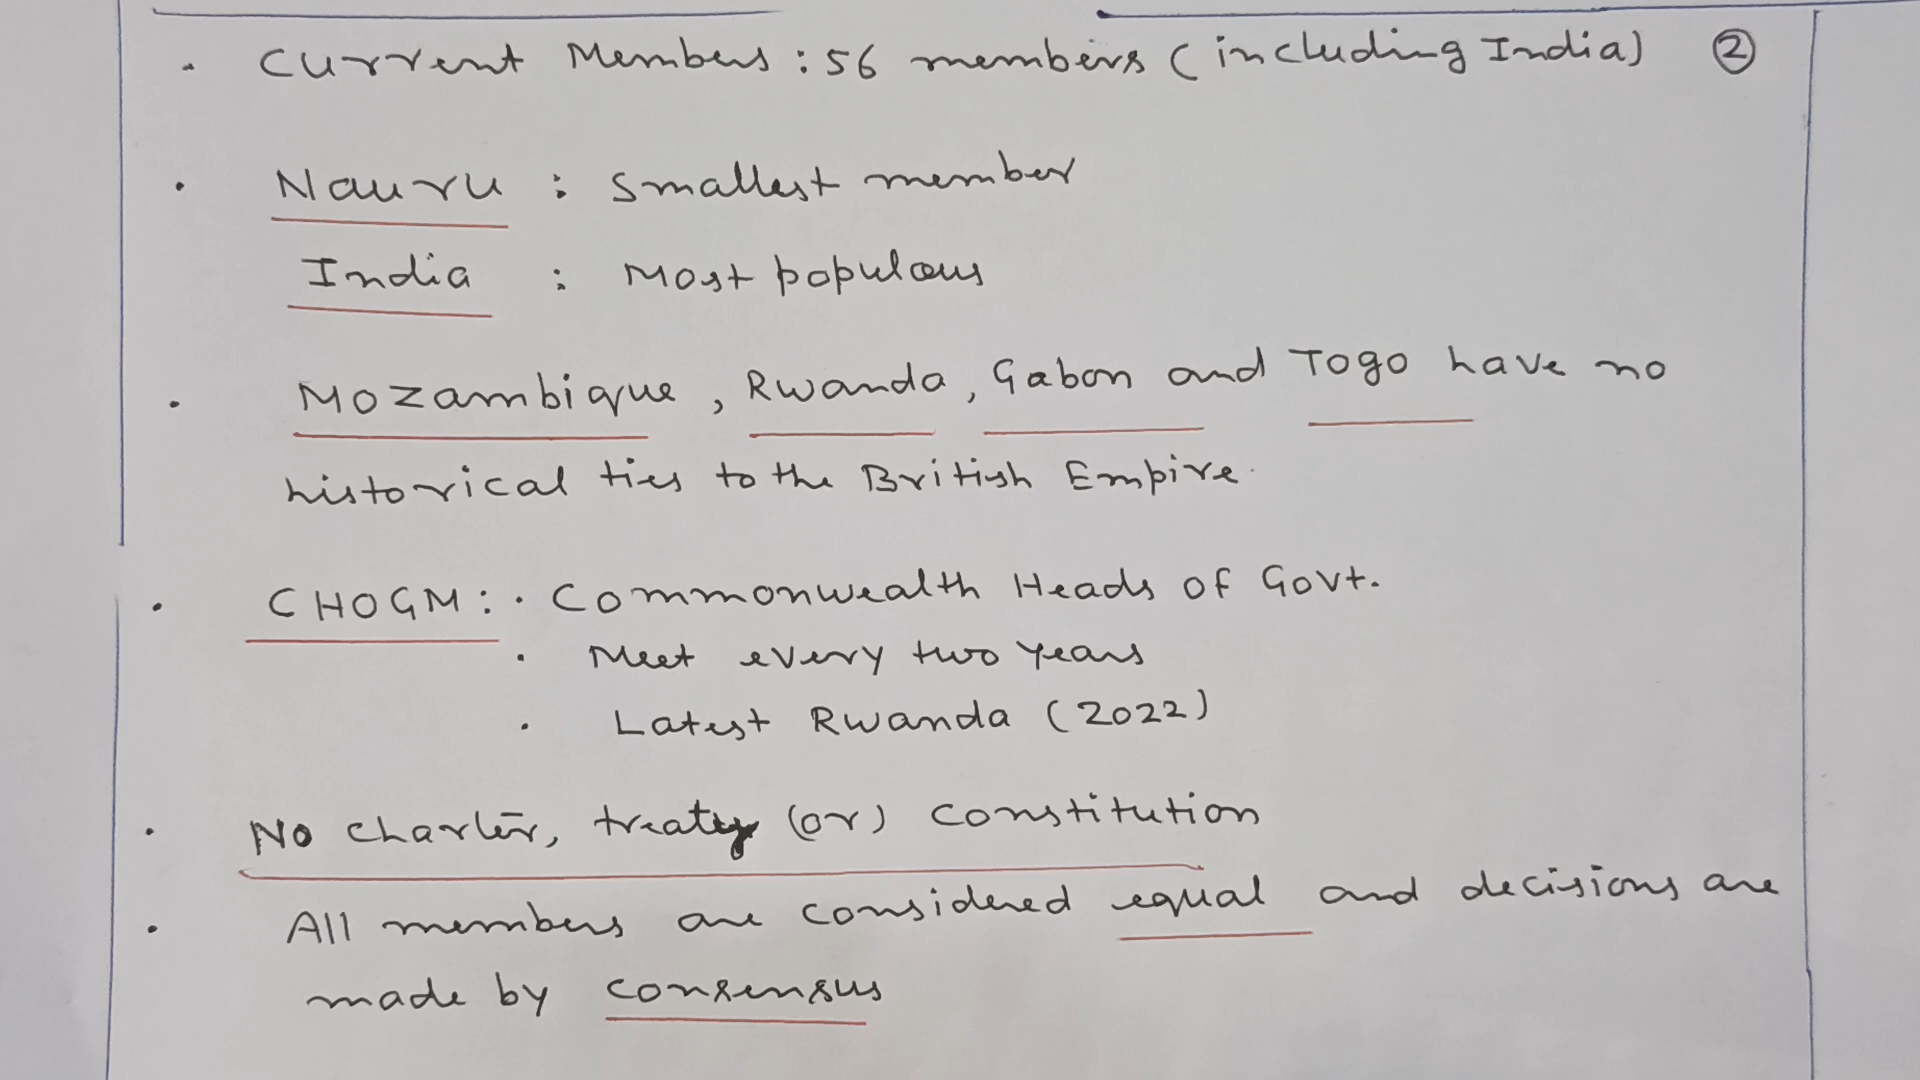 · Current Members : 56 members (including India) ②
· Nauru : Smallest member
India : Most populous
· Mozambique, Rwanda, Gabon and Togo have no
historical ties to the British Empire.
· CHOGM: · Commonwealth Heads of Govt.
· Meet every two years
· Latest Rwanda (2022)
· No charter, treaty (or) constitution
· All members are considered equal and decisions are
made by consensus